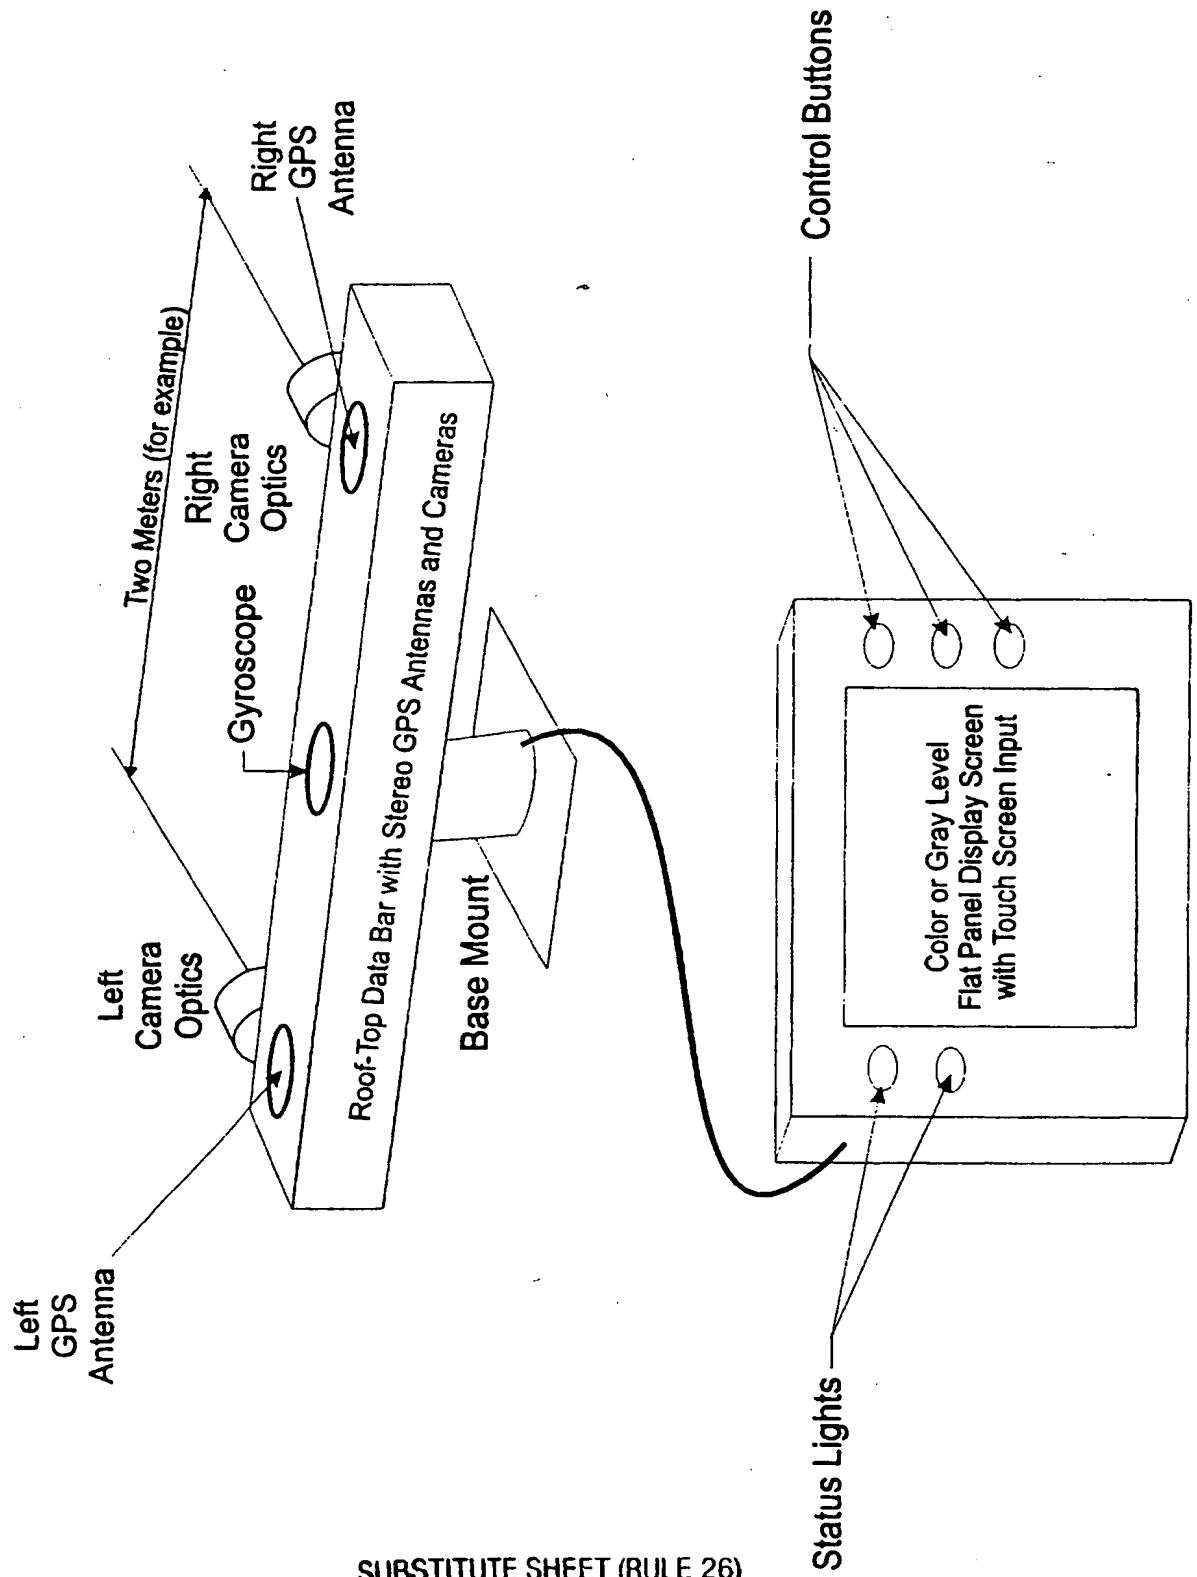 Left
GPS
Antenna
Left
Camera
Optics
Gyroscope
Two Meters (for example)
Right
Camera
Optics
Right
GPS
Antenna
Roof-Top Data Bar with Stereo GPS Antennas and Cameras
Base Mount
Status Lights
Color or Gray Level
Flat Panel Display Screen
with Touch Screen Input
Control Buttons
SUBSTITUTE SHEET (RULE 26)